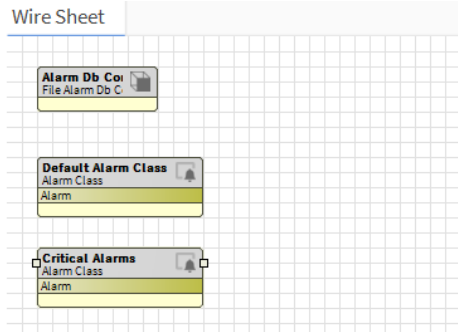 Wire Sheet
Alarm Db Co
File Alarm Db C
Default Alarm Class
Alarm Class
Alarm
Critical Alarms
Alarm Class
Alarm